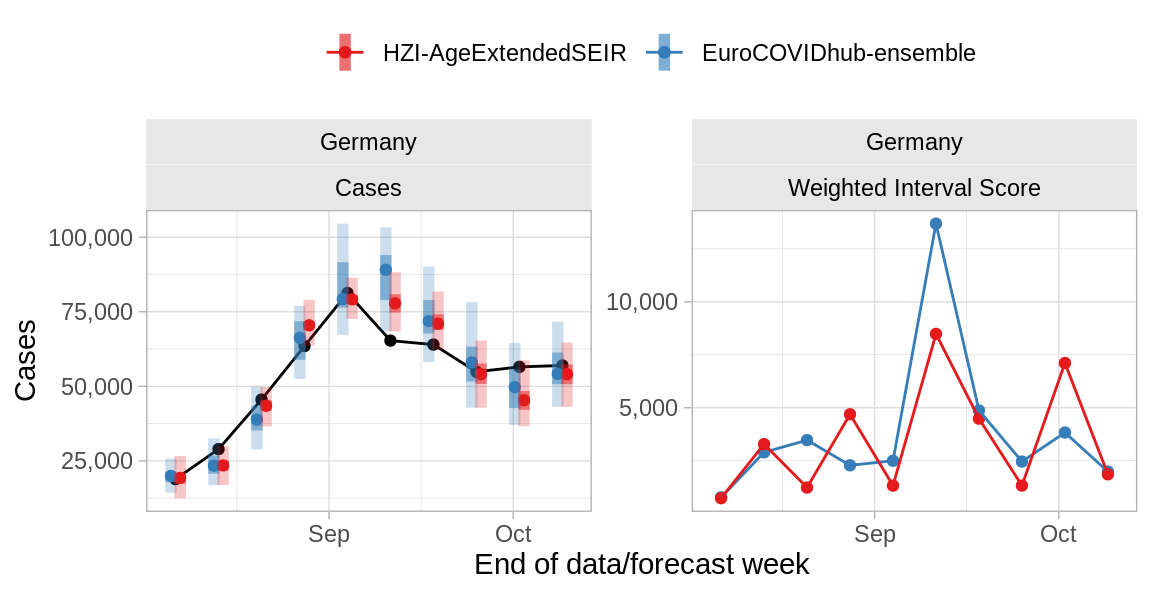 HZI-AgeExtendedSEIR EuroCOVIDhub-ensemble
Germany Germany
Cases Weighted Interval Score
Cases
100,000
75,000
50,000
25,000
10,000
5,000
Sep Oct Sep Oct
End of data/forecast week